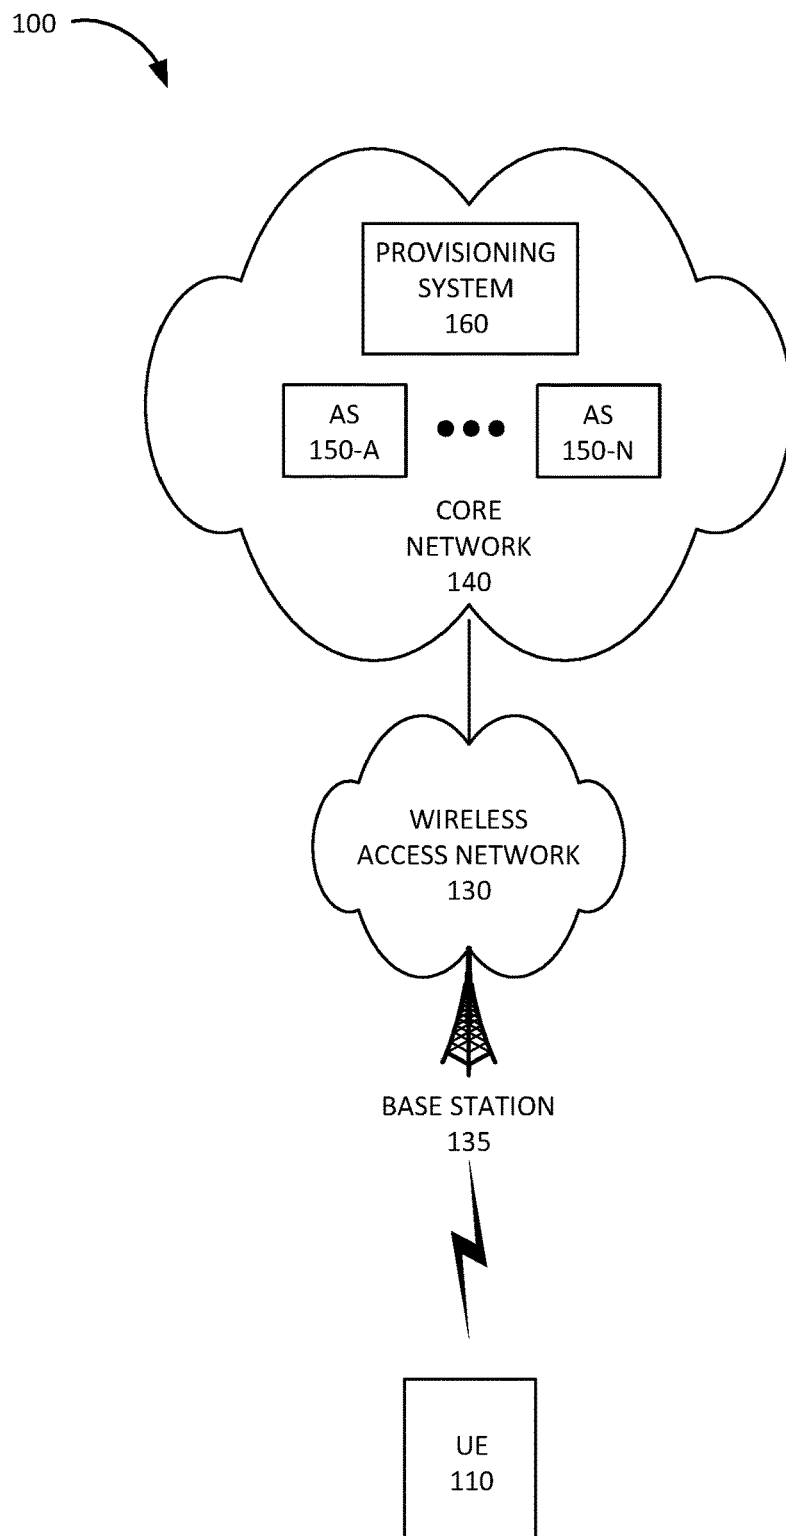 100
PROVISIONING
SYSTEM
160
AS
150-A
AS
150-N
CORE
NETWORK
140
WIRELESS
ACCESS NETWORK
130
BASE STATION
135
UE
110